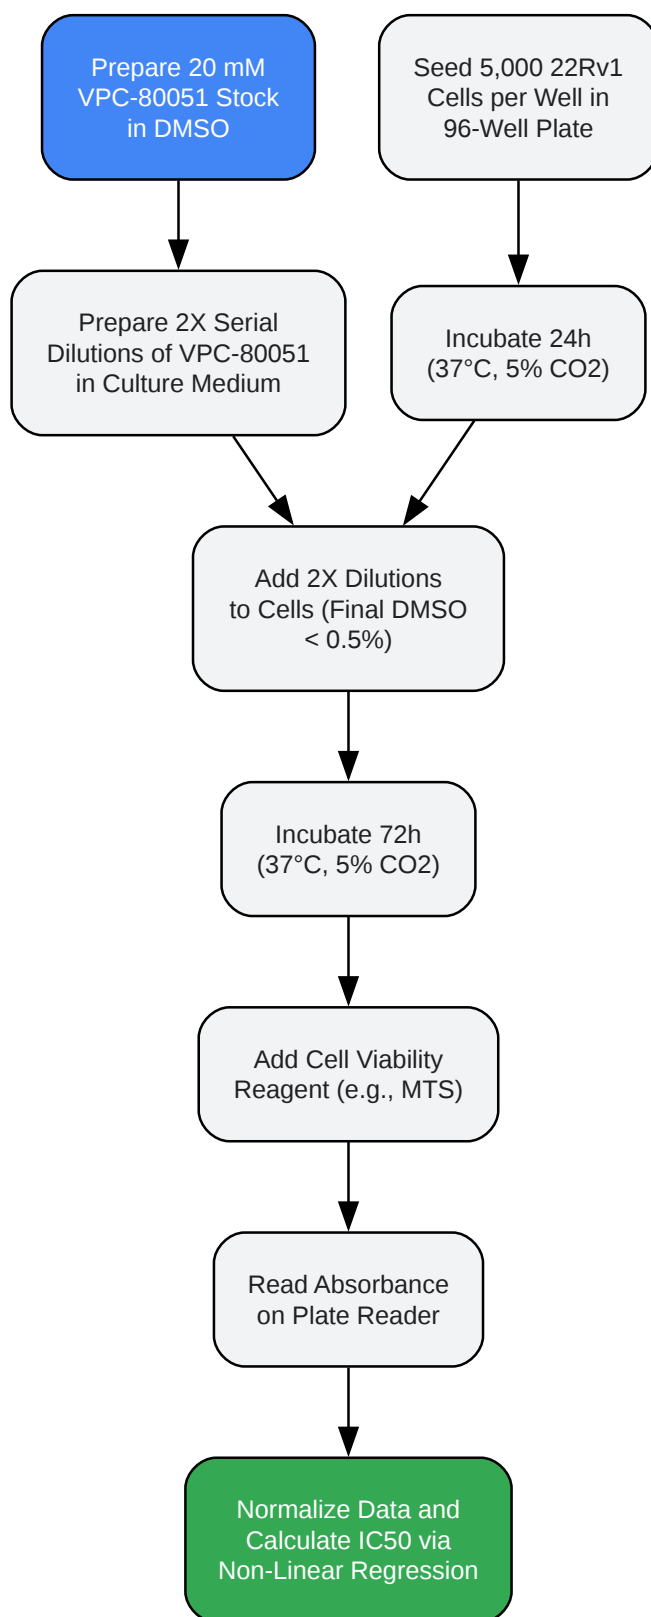 Prepare 20 mM
VPC-80051 Stock
in DMSO
Seed 5,000 22Rv1
Cells per Well in
96-Well Plate
Prepare 2X Serial
Dilutions of VPC-80051
in Culture Medium
Incubate 24h
(37°C, 5% CO2)
Add 2X Dilutions
to Cells (Final DMSO
< 0.5%)
Incubate 72h
(37°C, 5% CO2)
Add Cell Viability
Reagent (e.g., MTS)
Read Absorbance
on Plate Reader
Normalize Data and
Calculate IC50 via
Non-Linear Regression